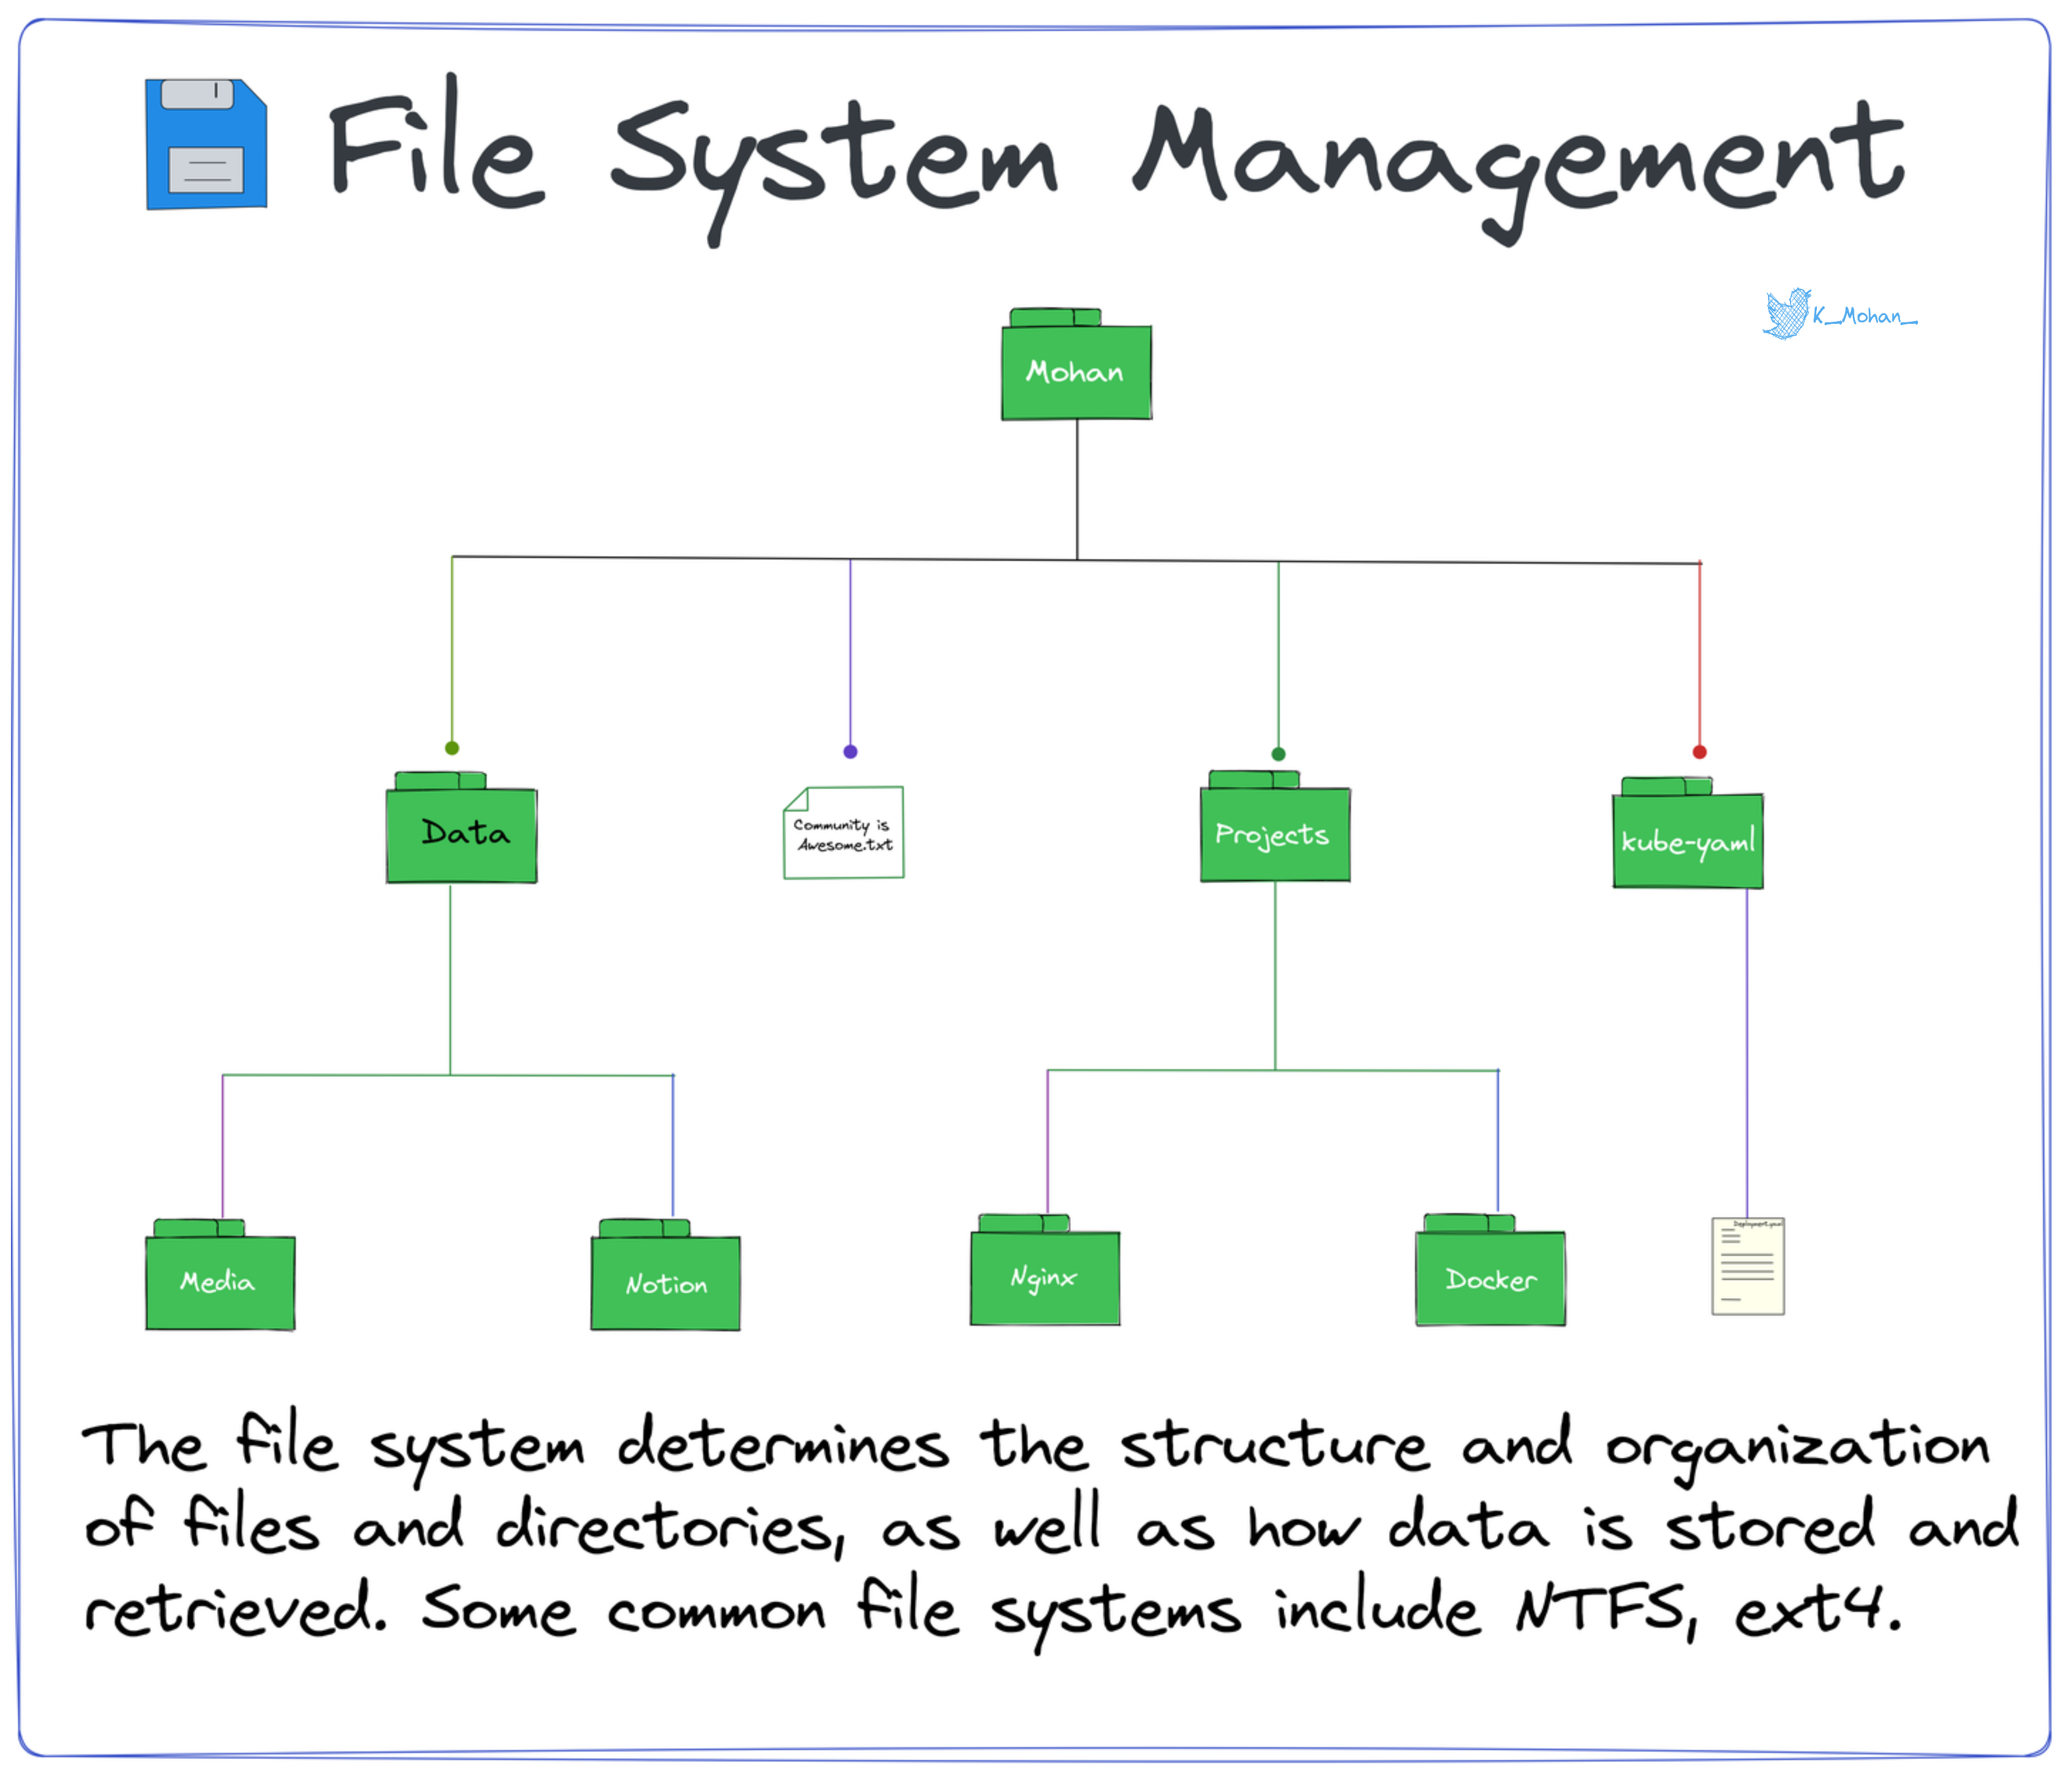 File System Management
K_Mohan_
Mohan
Data
Community is
Awesome.txt
Projects
kube-yaml
Media
Notion
Nginx
Docker
Deployment.yaml
The file system determines the structure and organization
of files and directories, as well as how data is stored and
retrieved. Some common file systems include NTFS, ext4.